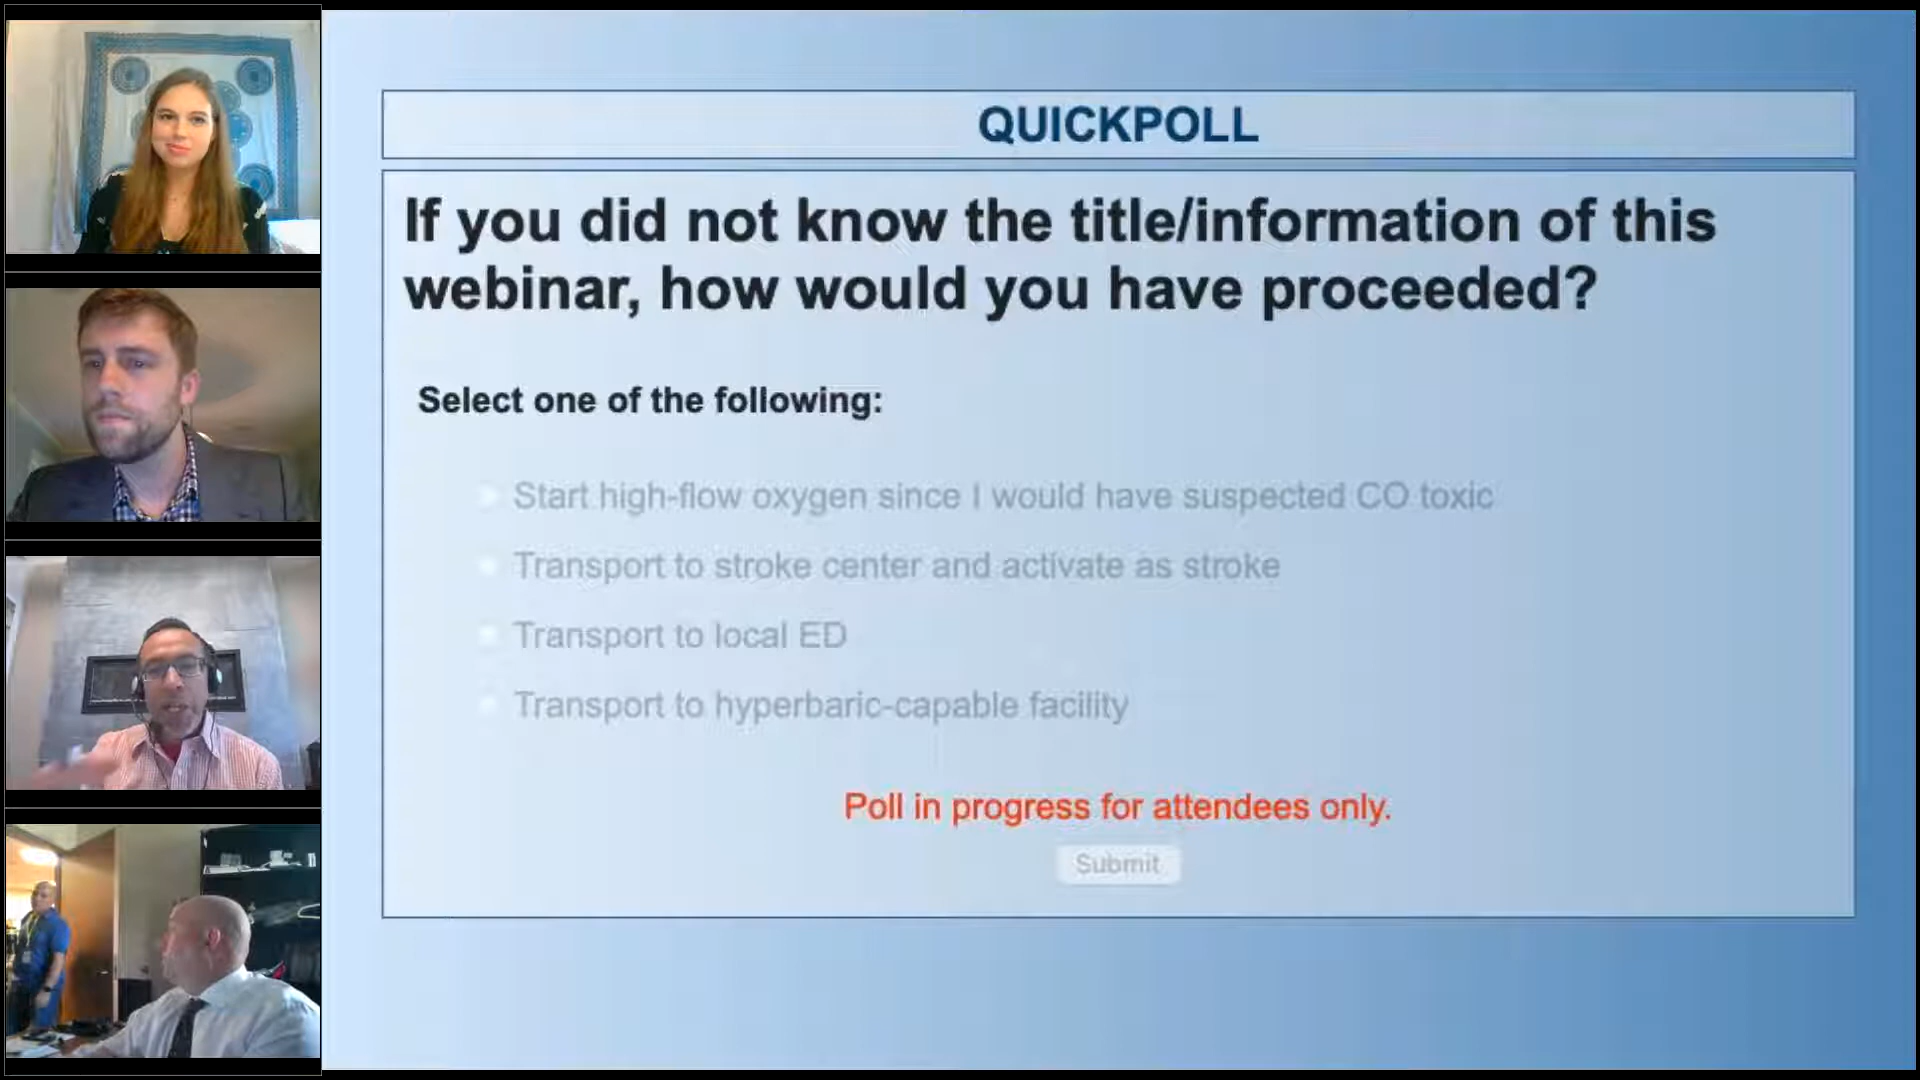 QUICKPOLL
If you did not know the title/information of this
webinar, how would you have proceeded?
Select one of the following:
Start high-flow oxygen since I would have suspected CO toxic
Transport to stroke center and activate as stroke
Transport to local ED
Transport to hyperbaric-capable facility
Poll in progress for attendees only.
Submit